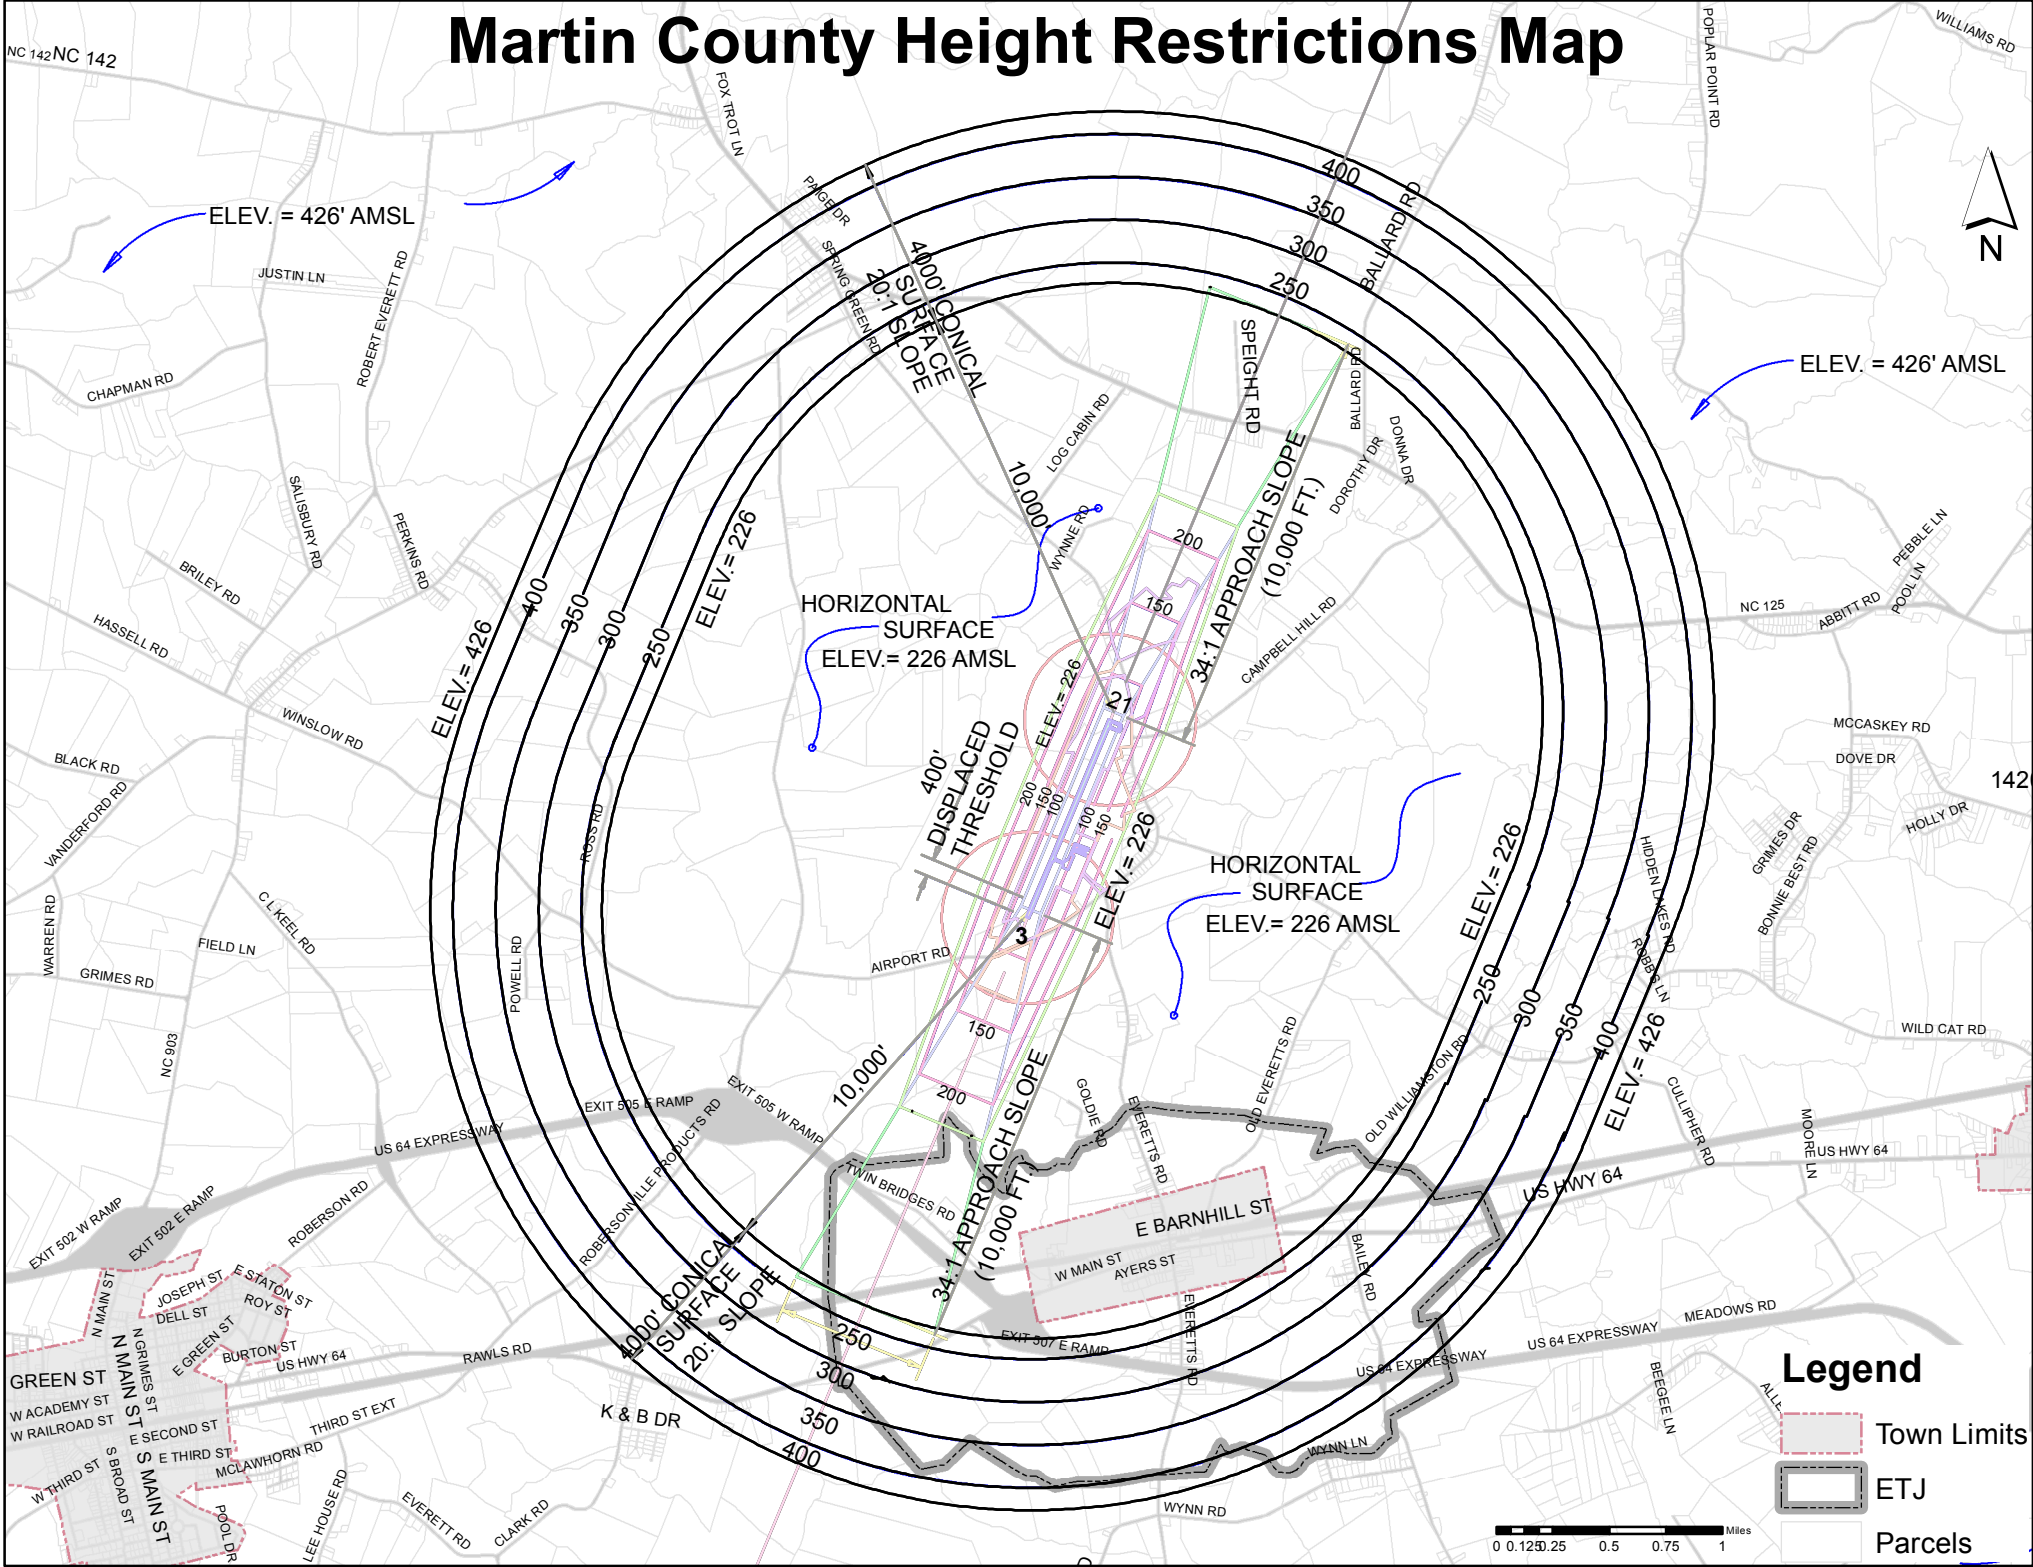 Martin County Height Restrictions Map
NC 142
NC 142
FOX TROT LN
POPLAR POINT RD
WILLIAMS RD
N
ELEV. = 426' AMSL
JUSTIN LN
ROBERT EVERETT RD
CHAPMAN RD
PAIGE DR
SPRING GREEN RD
4000' CONICAL
SURFACE
20:1 SLOPE
400
350
300
250
BALLARD RD
SPEIGHT RD
BALLARD RD
DONNA DR
DOROTHY DR
ELEV. = 426' AMSL
LOG CABIN RD
10,000'
WYNNE RD
34:1 APPROACH SLOPE
(10,000 FT.)
CAMPBELL HILL RD
SALISBURY RD
PERKINS RD
BRILEY RD
HASSELL RD
WINSLOW RD
ELEV.= 426
400
350
300
250
ELEV.= 226
HORIZONTAL
SURFACE
ELEV.= 226 AMSL
200
150
21
ELEV.= 226
400'
DISPLACED
THRESHOLD
200
150
100
100
150
ELEV.= 226
3
AIRPORT RD
150
200
HORIZONTAL
SURFACE
ELEV.= 226 AMSL
PEBBLE LN
POOL LN
NC 125
ABBITT RD
MCCASKEY RD
DOVE DR
142
HOLLY DR
GRIMES DR
BONNIE BEST RD
HIDDEN LAKES RD
ROBBS LN
WILD CAT RD
ELEV.= 226
250
300
350
400
ELEV.= 426
BLACK RD
VANDERFORD RD
WARREN RD
GRIMES RD
FIELD LN
C L KEEL RD
NC 903
POWELL RD
ROSS RD
10,000'
EXIT 505 E RAMP
EXIT 505 W RAMP
US 64 EXPRESSWAY
ROBERSONVILLE PRODUCTS RD
ROBERSON RD
TWIN BRIDGES RD
34:1 APPROACH SLOPE
(10,000 FT.)
GOLDIE RD
EVERETTS RD
OLD EVERETTS RD
OLD WILLIAMSTON RD
CULLIPHER RD
MOORE LN
US HWY 64
US HWY 64
E BARNHILL ST
W MAIN ST
AYERS ST
BAILEY RD
EVERETTS RD
EXIT 507 E RAMP
US 64 EXPRESSWAY
US 64 EXPRESSWAY
MEADOWS RD
BEEGEE LN
ALLE
WYNN LN
WYNN RD
4000' CONICAL
SURFACE
20:1 SLOPE
250
300
350
400
EXIT 502 W RAMP
EXIT 502 E RAMP
N MAIN ST
JOSEPH ST
E STATON ST
DELL ST
ROY ST
N GRIMES ST
E GREEN ST
BURTON ST
US HWY 64
RAWLS RD
GREEN ST
N MAIN ST
W ACADEMY ST
W RAILROAD ST
E SECOND ST
E THIRD ST
THIRD ST EXT
MCLAWHORN RD
W THIRD ST
S BROAD ST
S MAIN ST
POOL DR
LEE HOUSE RD
EVERETT RD
CLARK RD
K & B DR
Legend
Town Limits
ETJ
Parcels
Miles
0 0.125 0.25 0.5 0.75 1